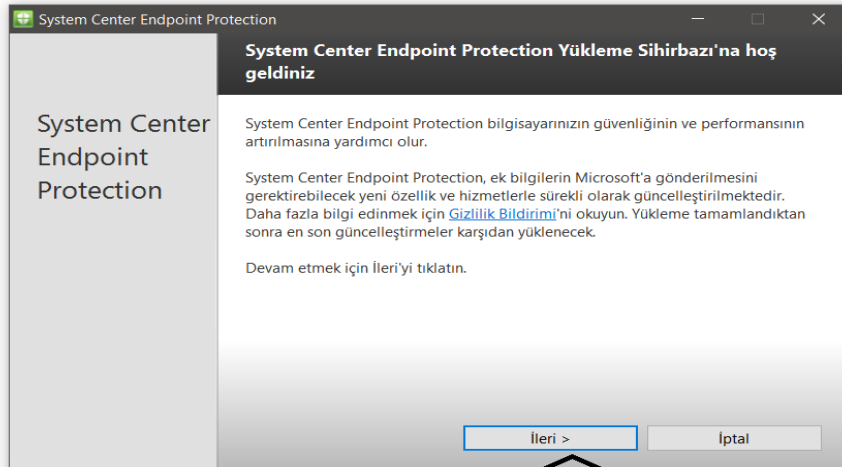 System Center Endpoint Protection
System Center Endpoint Protection Yükleme Sihirbazı'na hoş
geldiniz
System Center
Endpoint
Protection
System Center Endpoint Protection bilgisayarınızın güvenliğinin ve performansının
artırılmasına yardımcı olur.
System Center Endpoint Protection, ek bilgilerin Microsoft'a gönderilmesini
gerektirebilecek yeni özellik ve hizmetlerle sürekli olarak güncelleştirilmektedir.
Daha fazla bilgi edinmek için Gizlilik Bildirimi'ni okuyun. Yükleme tamamlandıktan
sonra en son güncelleştirmeler karşıdan yüklenecek.
Devam etmek için İleri'yi tıklatın.
İleri >
İptal